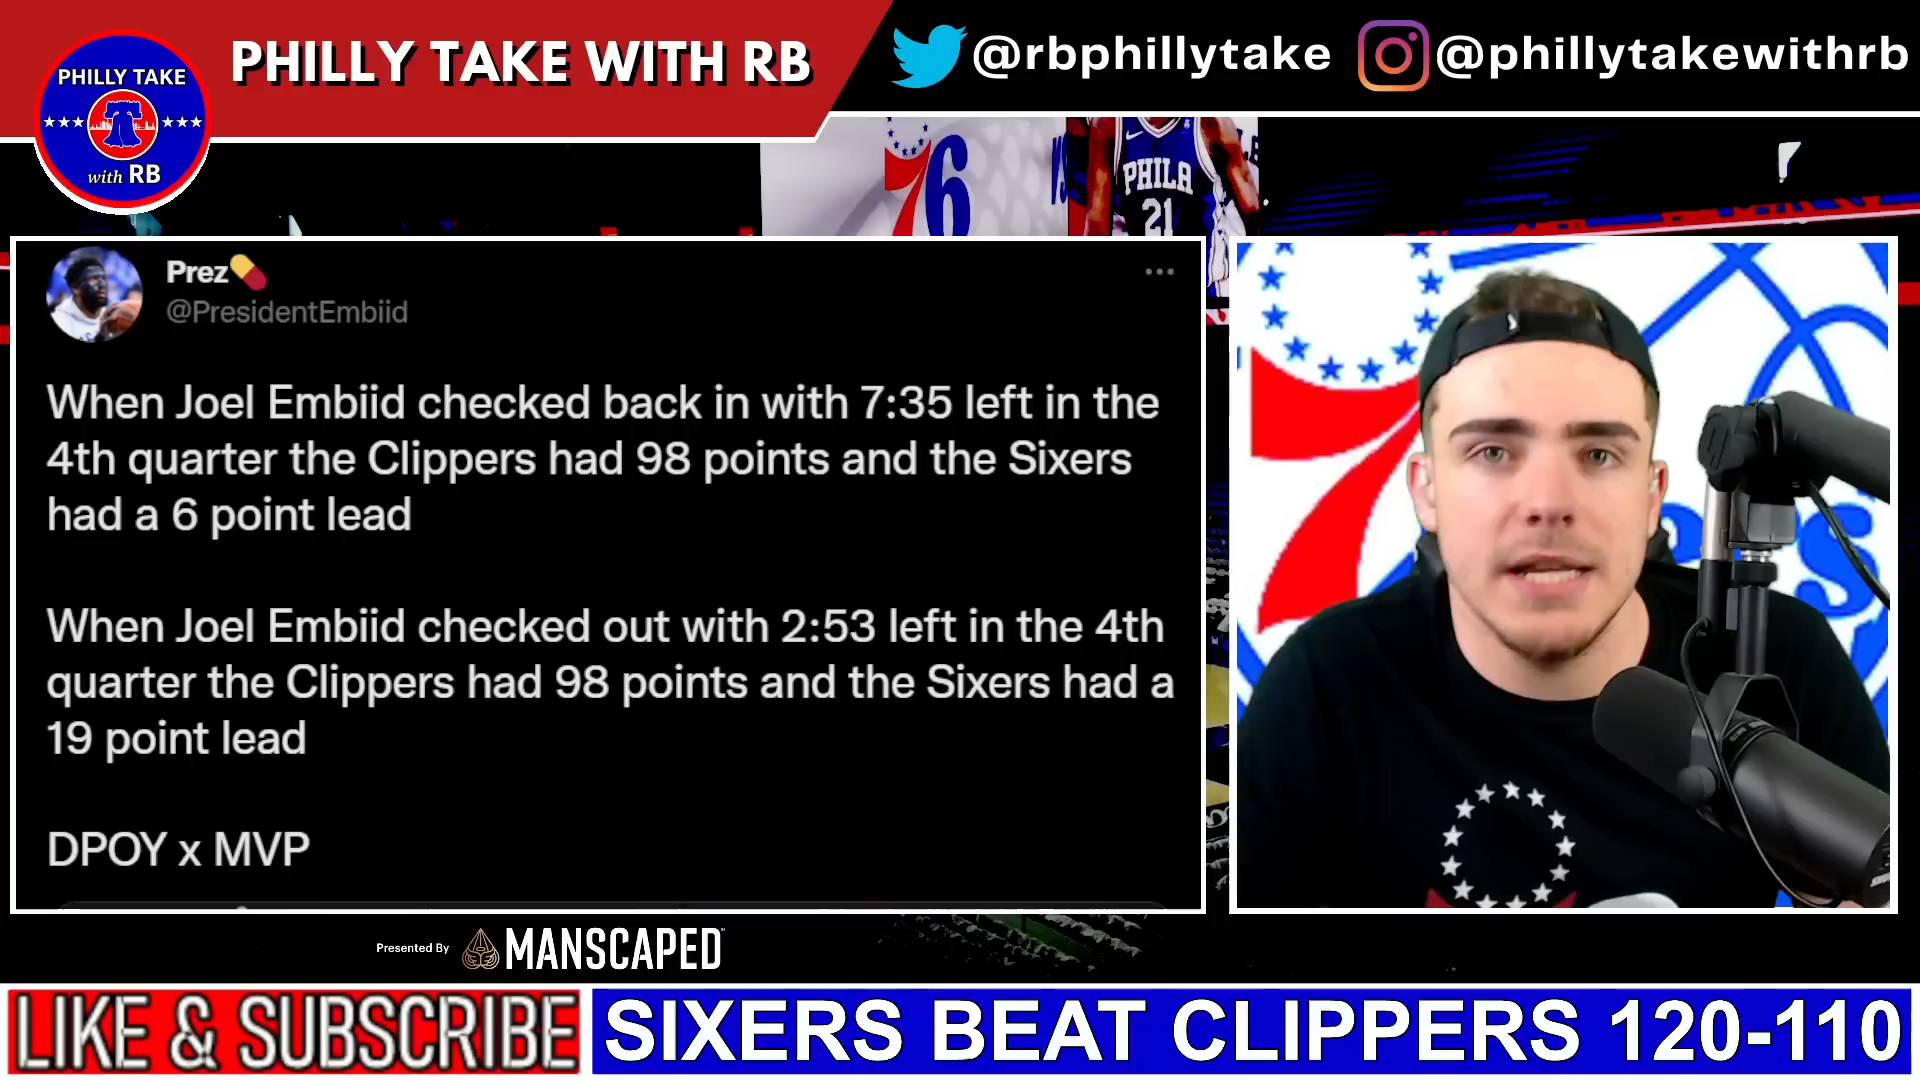 PHILLY TAKE
with RB
PHILLY TAKE WITH RB
@rbphillytake
@phillytakewithrb
76
PHILA
21
Prez
@PresidentEmbiid
When Joel Embiid checked back in with 7:35 left in the
4th quarter the Clippers had 98 points and the Sixers
had a 6 point lead
When Joel Embiid checked out with 2:53 left in the 4th
quarter the Clippers had 98 points and the Sixers had a
19 point lead
DPOY x MVP
Presented By
MANSCAPED
LIKE & SUBSCRIBE
SIXERS BEAT CLIPPERS 120-110